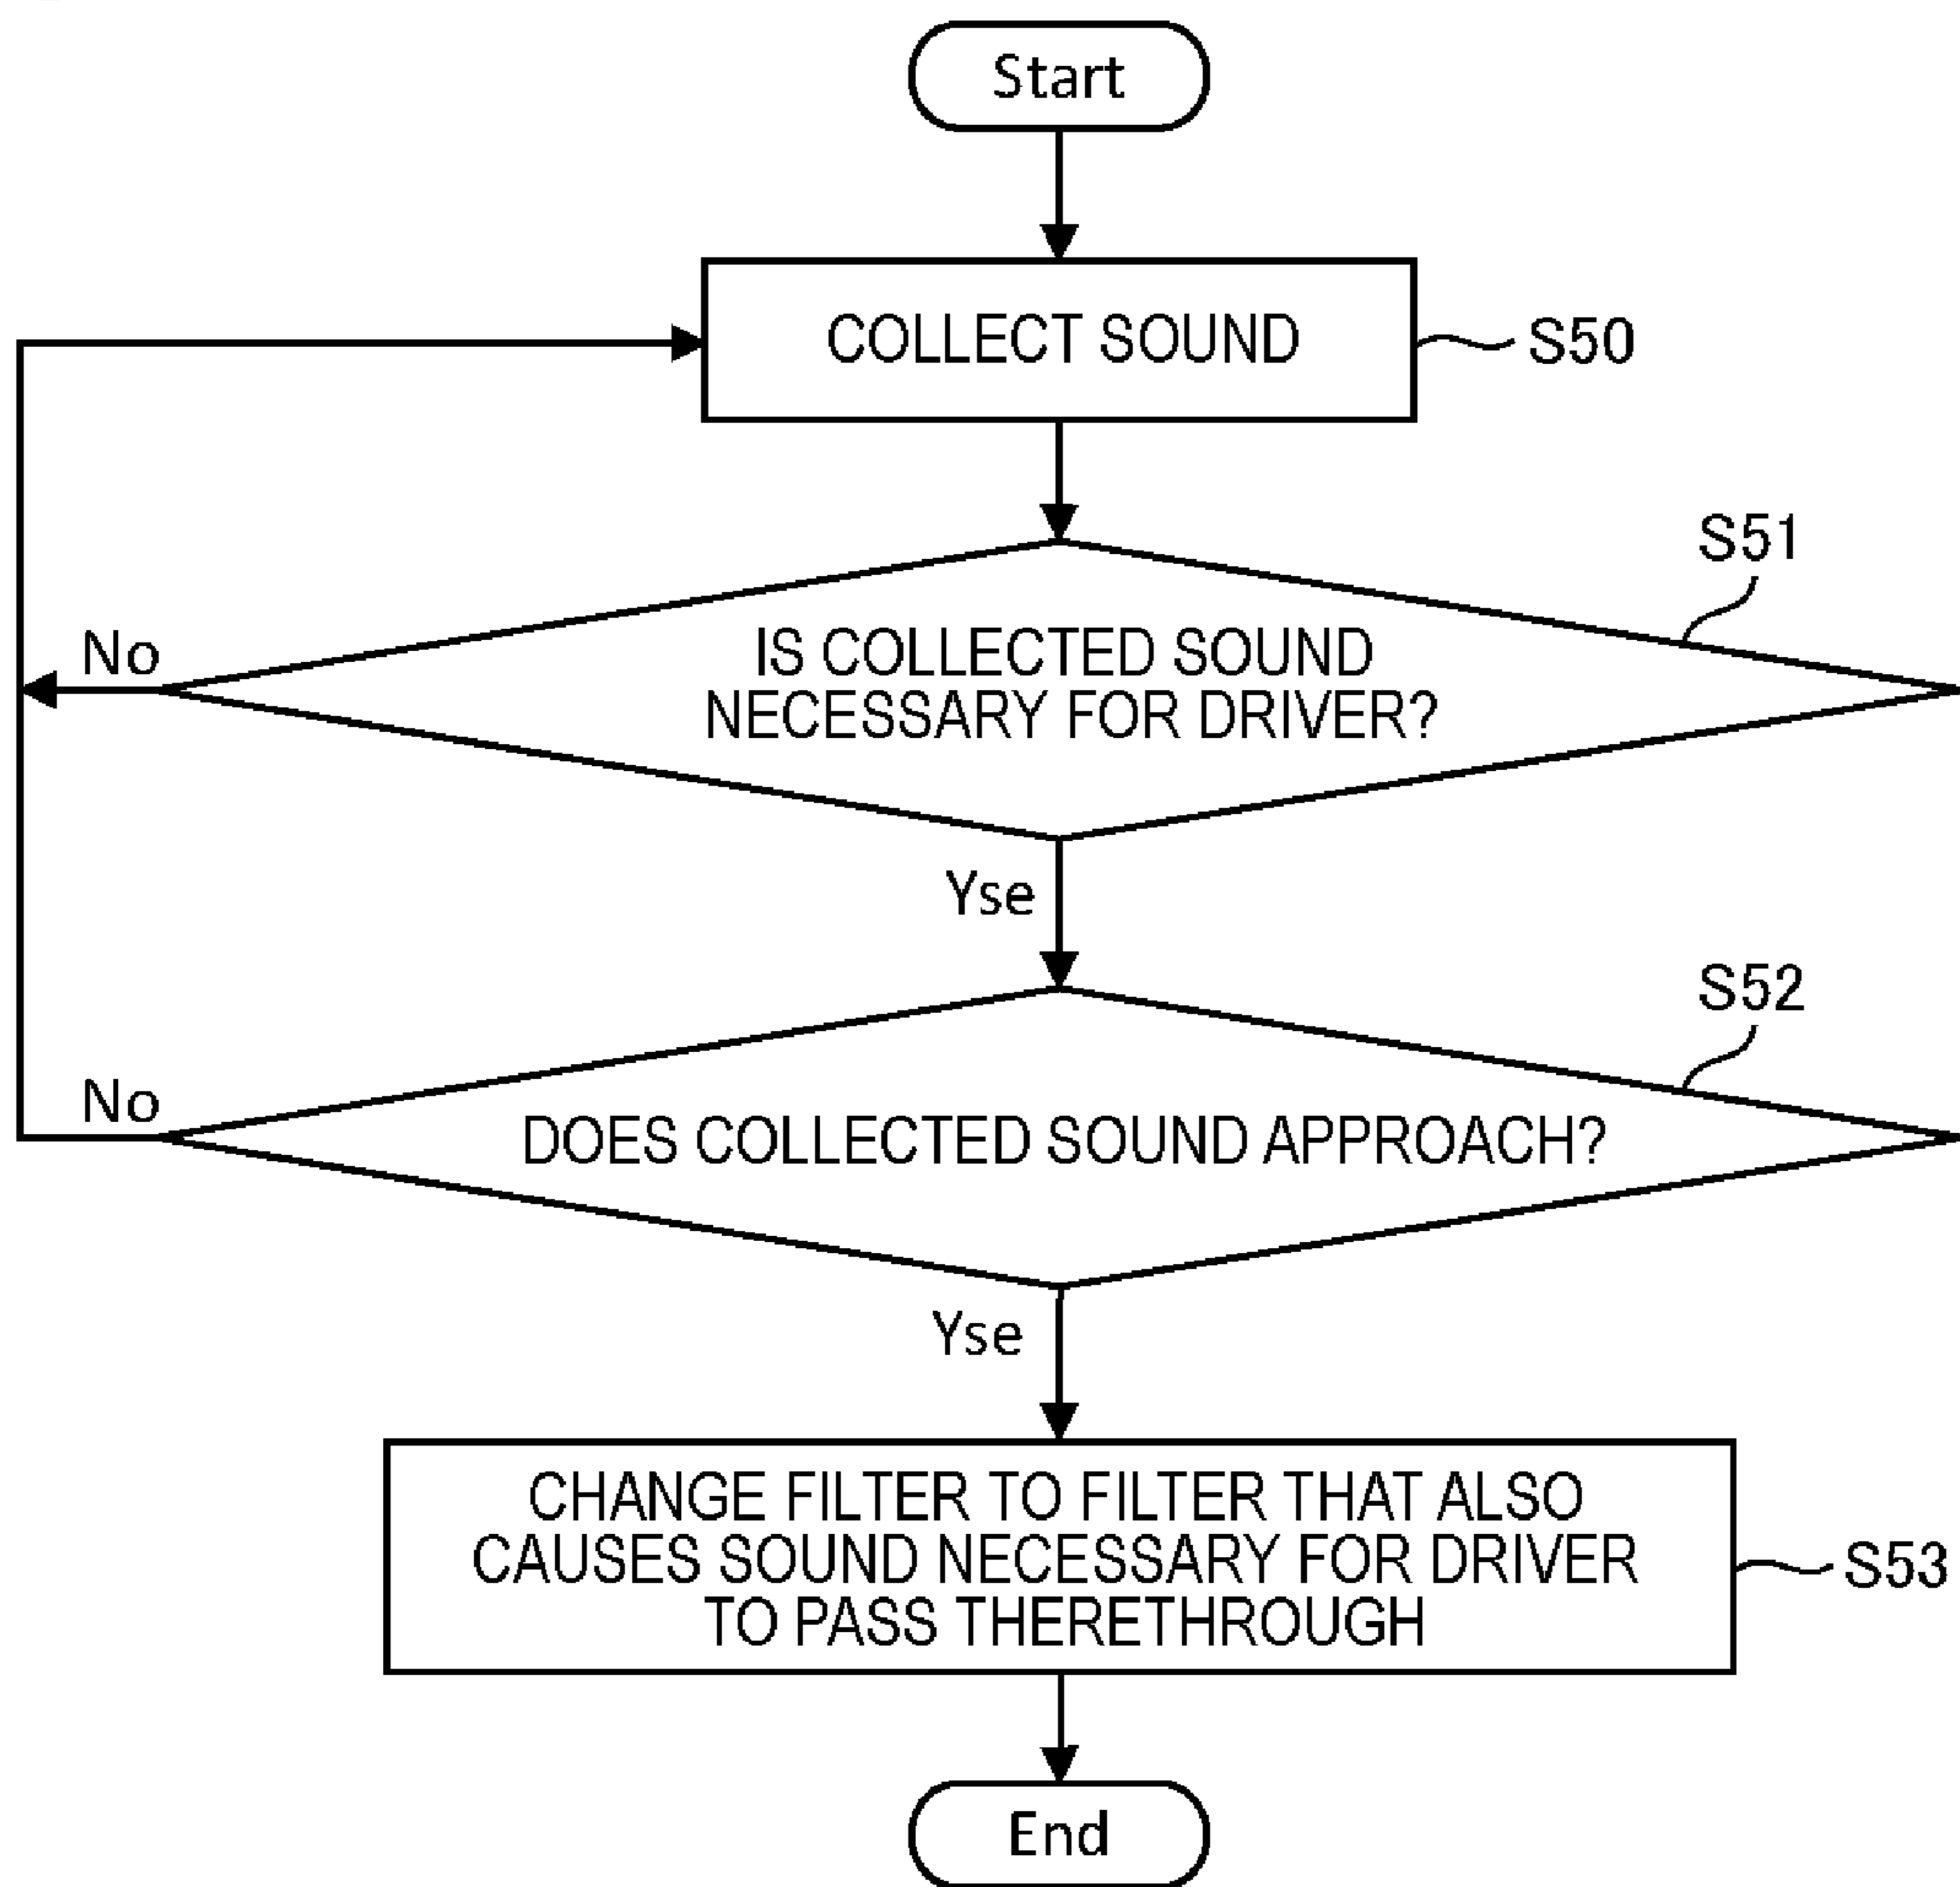 Start
COLLECT SOUND
S50
S51
No
IS COLLECTED SOUND
NECESSARY FOR DRIVER?
Yse
S52
No
DOES COLLECTED SOUND APPROACH?
Yse
CHANGE FILTER TO FILTER THAT ALSO
CAUSES SOUND NECESSARY FOR DRIVER
TO PASS THERETHROUGH
S53
End